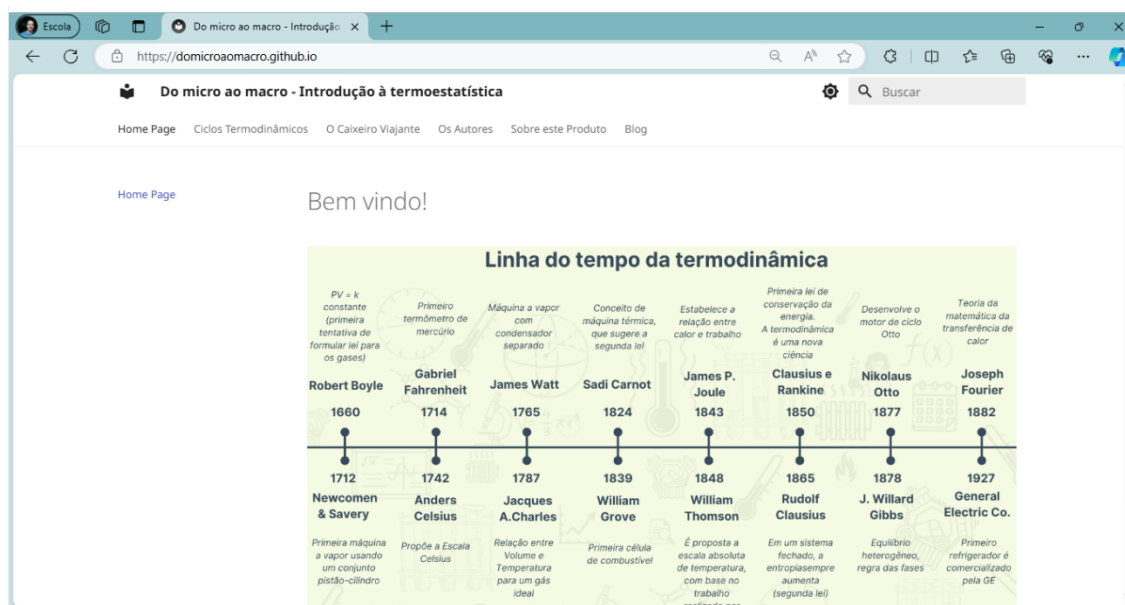 Escola
Do micro ao macro - Introdução
https://domicroaomacro.github.io
Do micro ao macro - Introdução à termoestatística
Buscar
Home Page
Ciclos Termodinâmicos
O Caixeiro Viajante
Os Autores
Sobre este Produto
Blog
Home Page
Bem vindo!
Linha do tempo da termodinâmica
PV = k
constante
(primeira
tentativa de
formular lei para
os gases)
Robert Boyle
1660
Primeiro
termômetro de
mercúrio
Gabriel
Fahrenheit
1714
Máquina a vapor
com
condensador
separado
James Watt
1765
Conceito de
máquina térmica,
que sugere a
segunda lei
Sadi Carnot
1824
Estabelece a
relação entre
calor e trabalho
James P.
Joule
1843
Primeira lei de
conservação da
energia.
A termodinâmica
é uma nova
ciência
Clausius e
Rankine
1850
Desenvolve o
motor de ciclo
Otto
Nikolaus
Otto
1877
Teoria da
matemática da
transferência de
calor
Joseph
Fourier
1882
1712
Newcomen
& Savery
Primeira máquina
a vapor usando
um conjunto
pistão-cilindro
1742
Anders
Celsius
Propõe a Escala
Celsius
1787
Jacques
A.Charles
Relação entre
Volume e
Temperatura
para um gás
ideal
1839
William
Grove
Primeira célula
de combustível
1848
William
Thomson
É proposta a
escala absoluta
de temperatura,
com base no
trabalho
1865
Rudolf
Clausius
Em um sistema
fechado, a
entropiasempre
aumenta
(segunda lei)
1878
J. Willard
Gibbs
Equilíbrio
heterogêneo,
regra das fases
1927
General
Electric Co.
Primeiro
refrigerador é
comercializado
pela GE